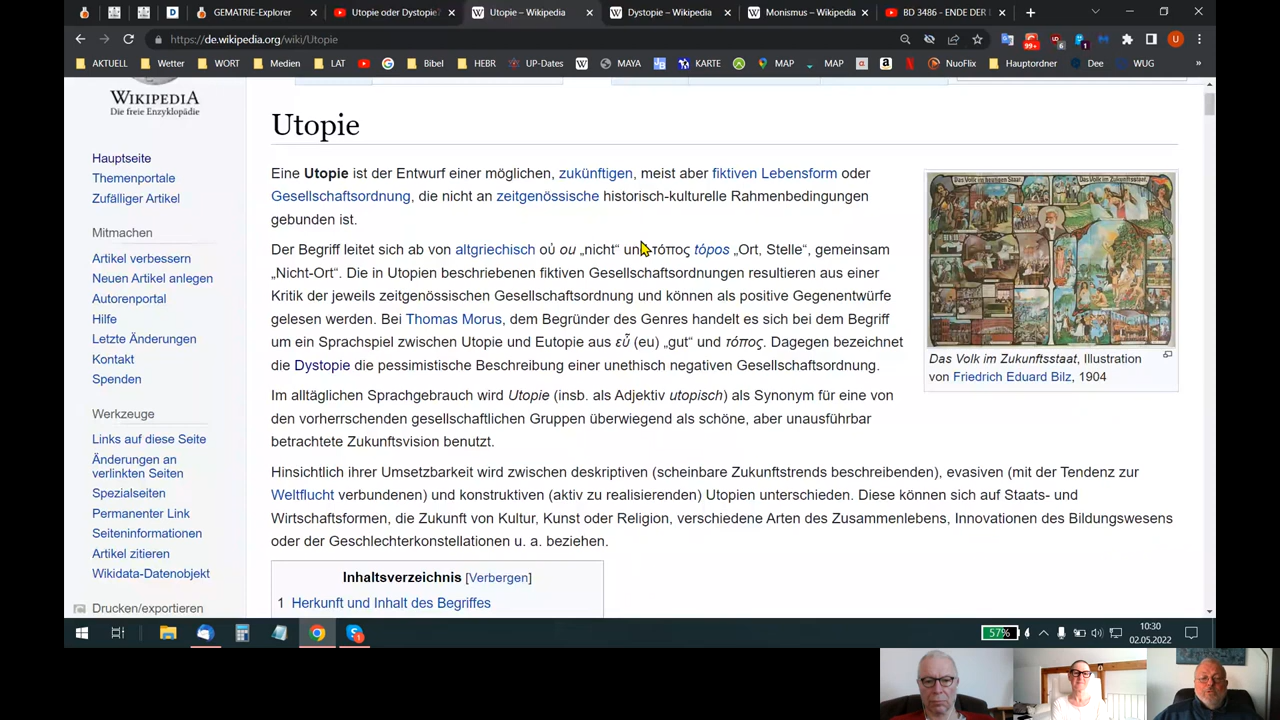 GEMATRIE-Explorer
Utopie oder Dystopie?
Utopie – Wikipedia
Dystopie – Wikipedia
Monismus – Wikipedia
BD 3486 - ENDE DER
https://de.wikipedia.org/wiki/Utopie
99+
6
1
U
AKTUELL
Wetter
WORT
Medien
LAT
Bibel
HEBR
UP-Dates
MAYA
KARTE
MAP
MAP
NuoFlix
Hauptordner
Dee
WUG
»
WIKIPEDIA
Die freie Enzyklopädie
Hauptseite
Themenportale
Zufälliger Artikel
Mitmachen
Artikel verbessern
Neuen Artikel anlegen
Autorenportal
Hilfe
Letzte Änderungen
Kontakt
Spenden
Werkzeuge
Links auf diese Seite
Änderungen an
verlinkten Seiten
Spezialseiten
Permanenter Link
Seiteninformationen
Artikel zitieren
Wikidata-Datenobjekt
Drucken/exportieren
Utopie
Eine Utopie ist der Entwurf einer möglichen, zukünftigen, meist aber fiktiven Lebensform oder
Gesellschaftsordnung, die nicht an zeitgenössische historisch-kulturelle Rahmenbedingungen
gebunden ist.
Der Begriff leitet sich ab von altgriechisch οὐ ou „nicht“ und τόπος tópos „Ort, Stelle“, gemeinsam
„Nicht-Ort“. Die in Utopien beschriebenen fiktiven Gesellschaftsordnungen resultieren aus einer
Kritik der jeweils zeitgenössischen Gesellschaftsordnung und können als positive Gegenentwürfe
gelesen werden. Bei Thomas Morus, dem Begründer des Genres handelt es sich bei dem Begriff
um ein Sprachspiel zwischen Utopie und Eutopie aus εὖ (eu) „gut“ und τόπος. Dagegen bezeichnet
die Dystopie die pessimistische Beschreibung einer unethisch negativen Gesellschaftsordnung.
Im alltäglichen Sprachgebrauch wird Utopie (insb. als Adjektiv utopisch) als Synonym für eine von
den vorherrschenden gesellschaftlichen Gruppen überwiegend als schöne, aber unausführbar
betrachtete Zukunftsvision benutzt.
Hinsichtlich ihrer Umsetzbarkeit wird zwischen deskriptiven (scheinbare Zukunftstrends beschreibenden), evasiven (mit der Tendenz zur
Weltflucht verbundenen) und konstruktiven (aktiv zu realisierenden) Utopien unterschieden. Diese können sich auf Staats- und
Wirtschaftsformen, die Zukunft von Kultur, Kunst oder Religion, verschiedene Arten des Zusammenlebens, Innovationen des Bildungswesens
oder der Geschlechterkonstellationen u. a. beziehen.
Das Volk im heutigen Staat.
Das Volk im Zukunftsstaat.
Das Volk im Zukunftsstaat, Illustration
von Friedrich Eduard Bilz, 1904
Inhaltsverzeichnis [Verbergen]
1 Herkunft und Inhalt des Begriffes
57%
10:30
02.05.2022